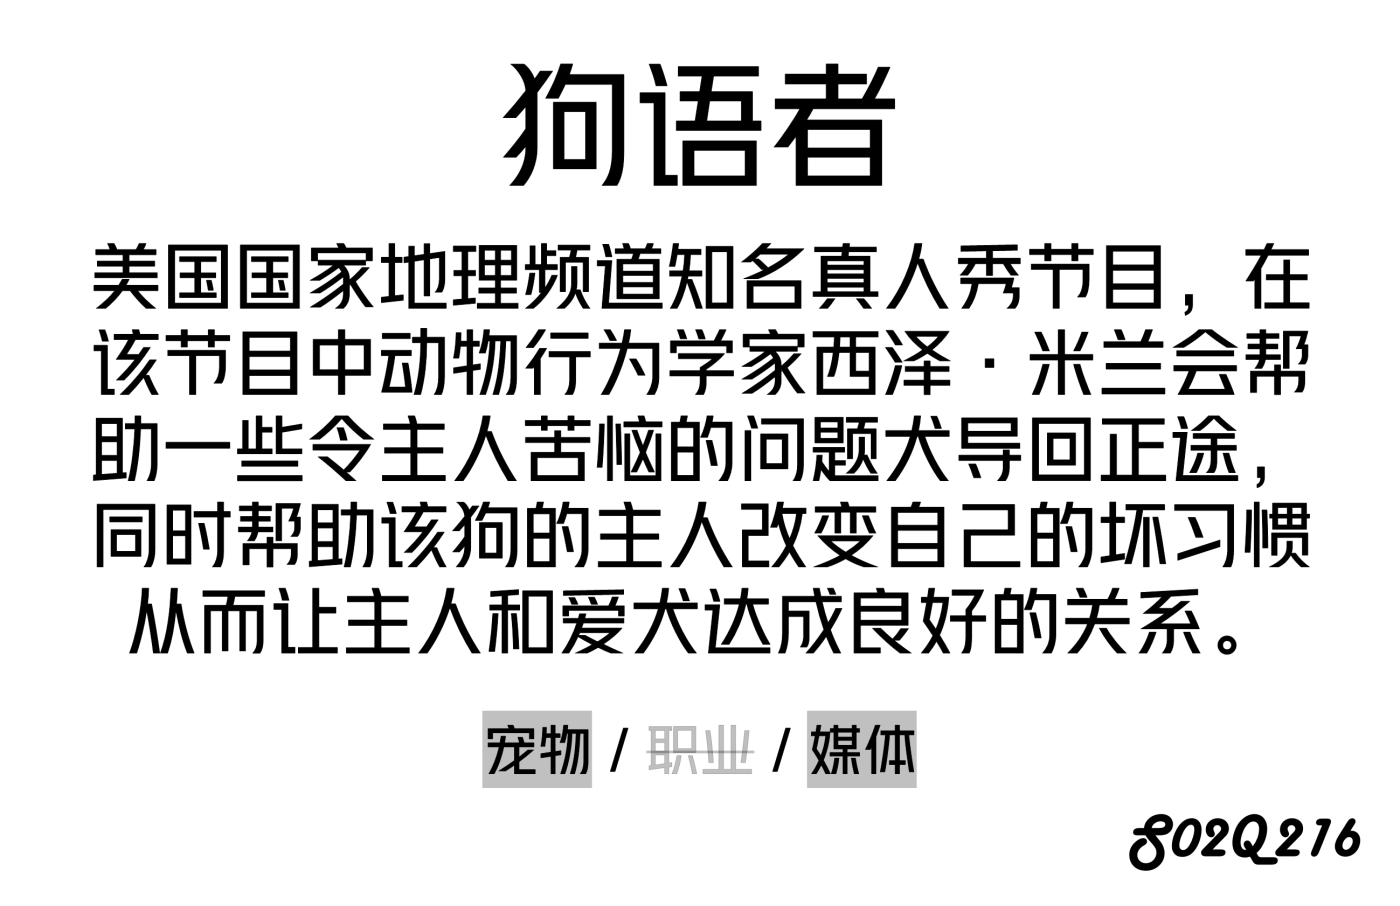 狗语者
美国国家地理频道知名真人秀节目，在
该节目中动物行为学家西泽·米兰会帮
助一些令主人苦恼的问题犬导回正途，
同时帮助该狗的主人改变自己的坏习惯
从而让主人和爱犬达成良好的关系。
宠物 / 职业 / 媒体
S02Q216